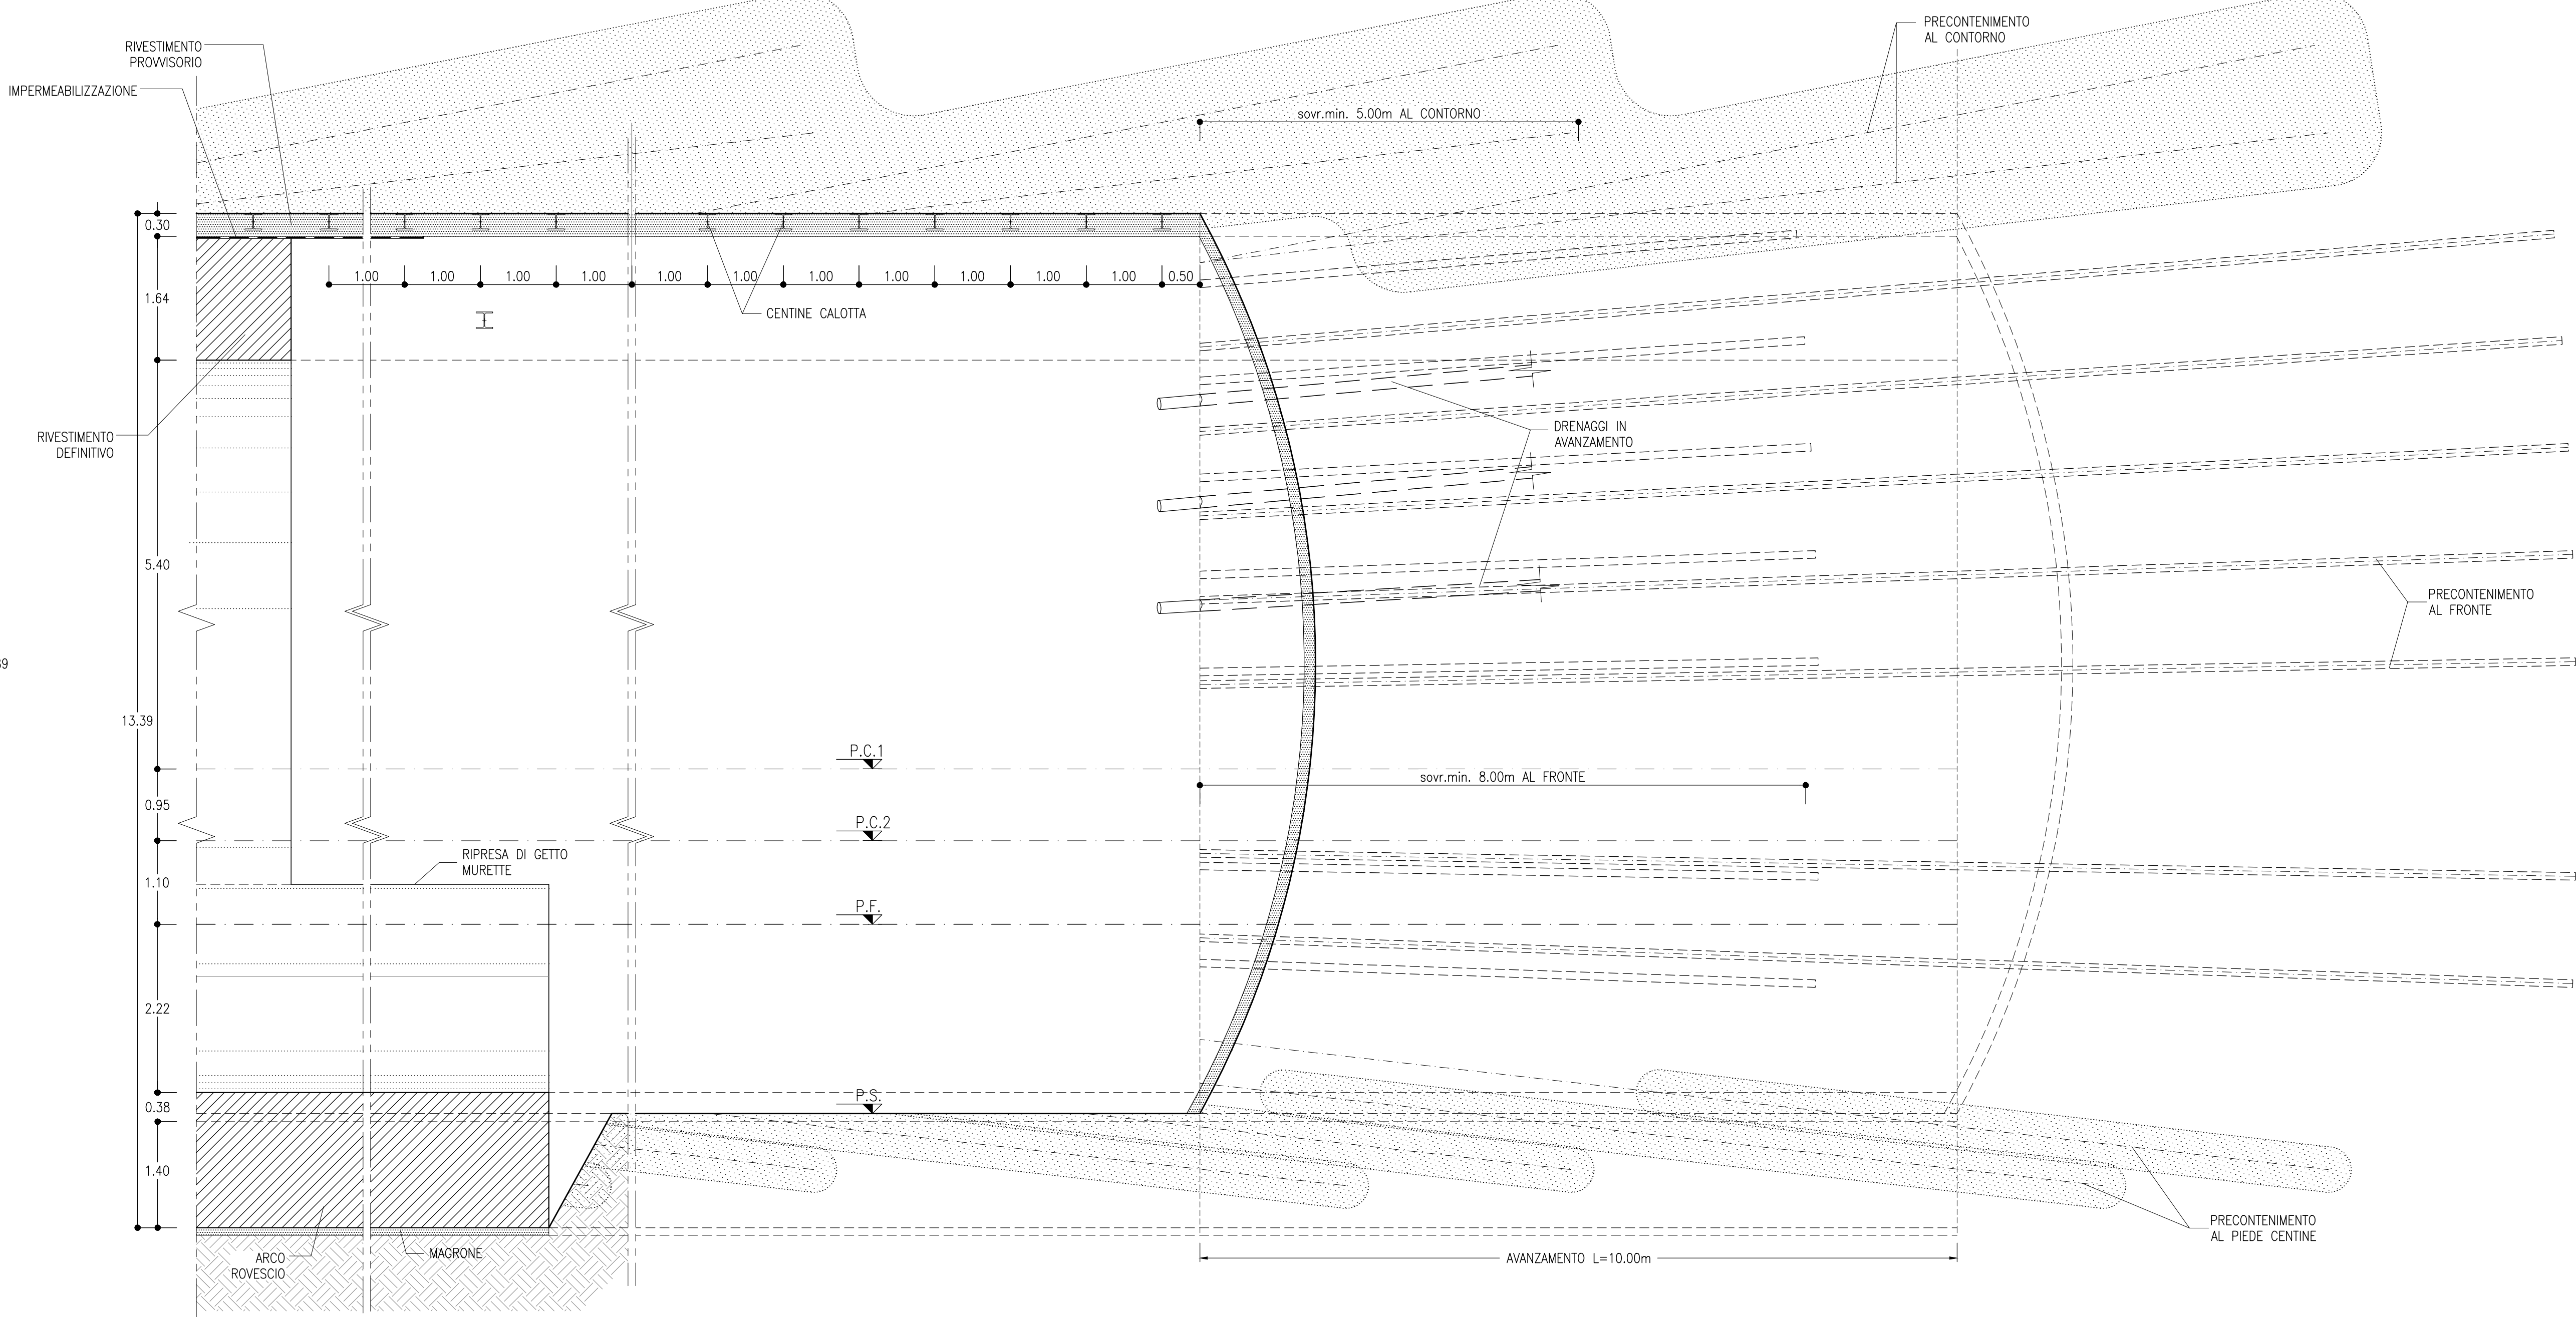 PRECONTENIMENTO
AL CONTORNO
RIVESTIMENTO
PROVVISORIO
IMPERMEABILIZZAZIONE
sovr.min. 5.00m AL CONTORNO
0.30
1.00 1.00 1.00 1.00 1.00 1.00 1.00 1.00 1.00 1.00 1.00 0.50
1.64
CENTINE CALOTTA
DRENAGGI IN
AVANZAMENTO
RIVESTIMENTO
DEFINITIVO
5.40
PRECONTENIMENTO
AL FRONTE
13.39
P.C.1
sovr.min. 8.00m AL FRONTE
0.95
P.C.2
RIPRESA DI GETTO
MURETTE
1.10
P.F.
2.22
P.S.
0.38
1.40
PRECONTENIMENTO
AL PIEDE CENTINE
ARCO
ROVESCIO
MAGRONE
AVANZAMENTO L=10.00m